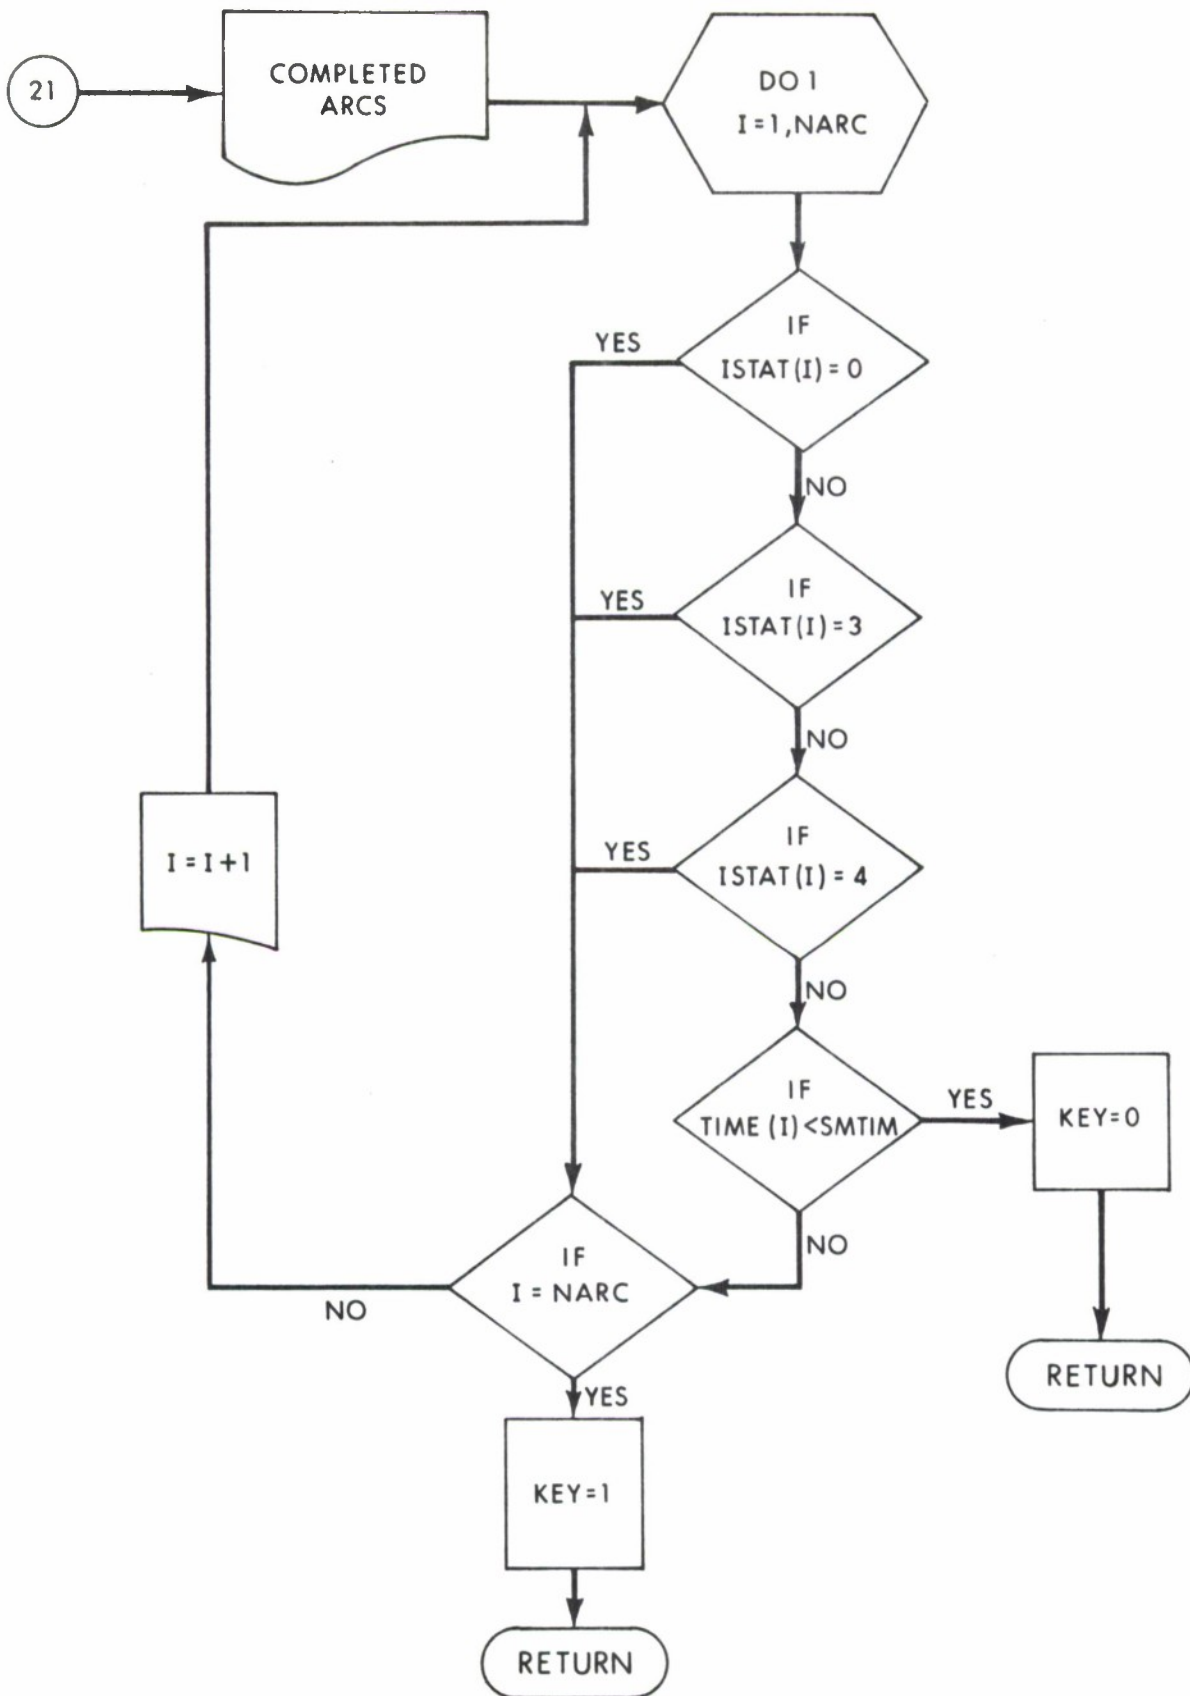 21
COMPLETED
ARCS
DO 1
I=1,NARC
IF
ISTAT(I)=0
YES
NO
IF
ISTAT(I)=3
YES
NO
IF
ISTAT(I)=4
YES
NO
I=I+1
IF
TIME(I)<SMTIM
YES
KEY=0
NO
RETURN
IF
I=NARC
NO
YES
KEY=1
RETURN